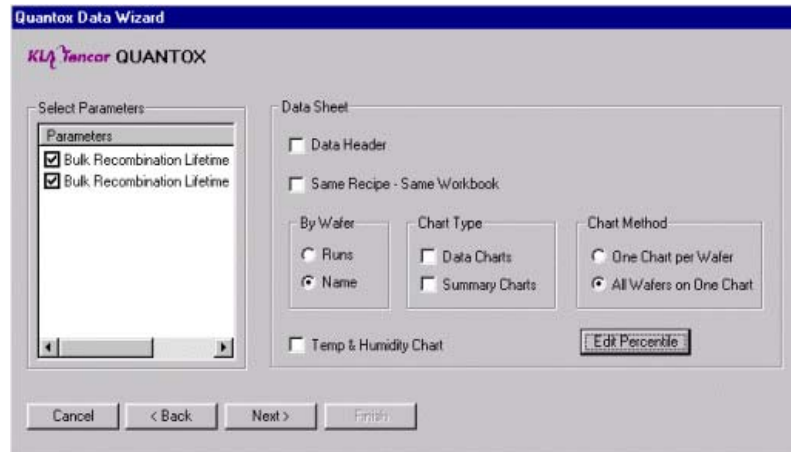 Quantox Data Wizard
KLA Tencor QUANTOX
Select Parameters
Parameters
Bulk Recombination Lifetime
Bulk Recombination Lifetime
Data Sheet
Data Header
Same Recipe - Same Workbook
By Wafer
Runs
Name
Chart Type
Data Charts
Summary Charts
Chart Method
One Chart per Wafer
All Wafers on One Chart
Temp & Humidity Chart
Edit Percentile
Cancel
< Back
Next >
Finish